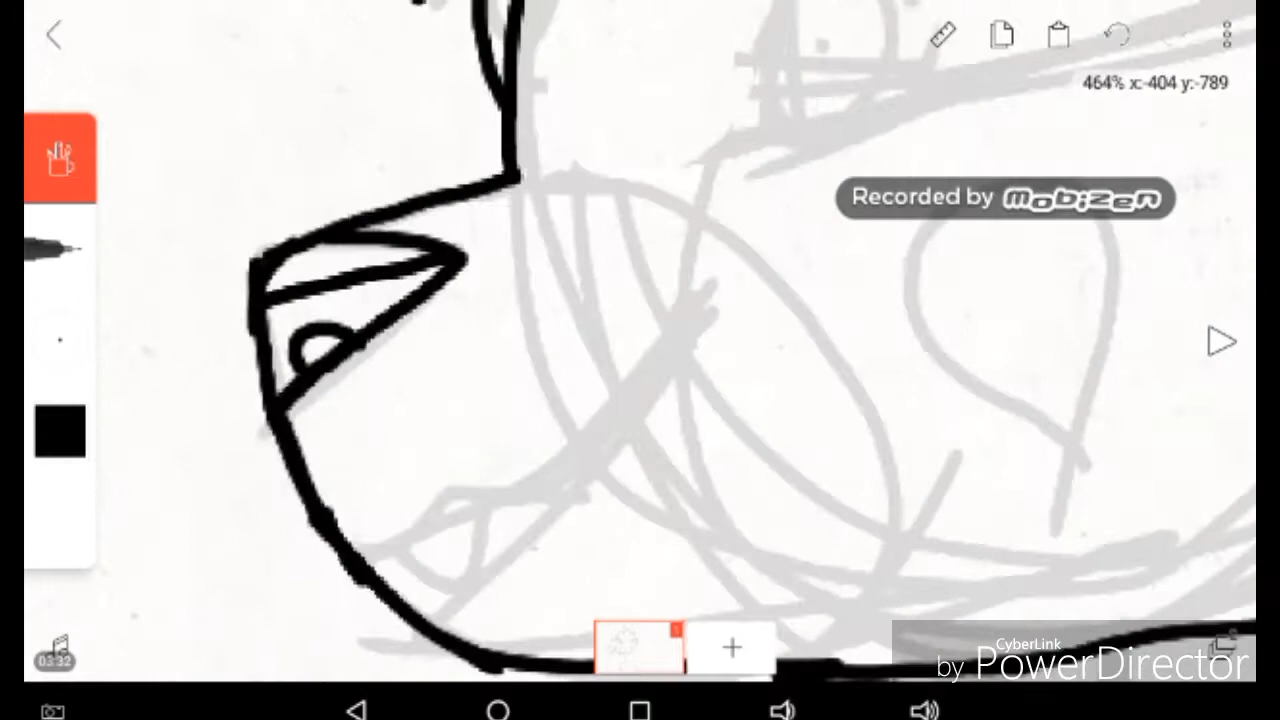 464% x:-404 y:-789
Recorded by Mobizen
03:32
CyberLink
by PowerDirector